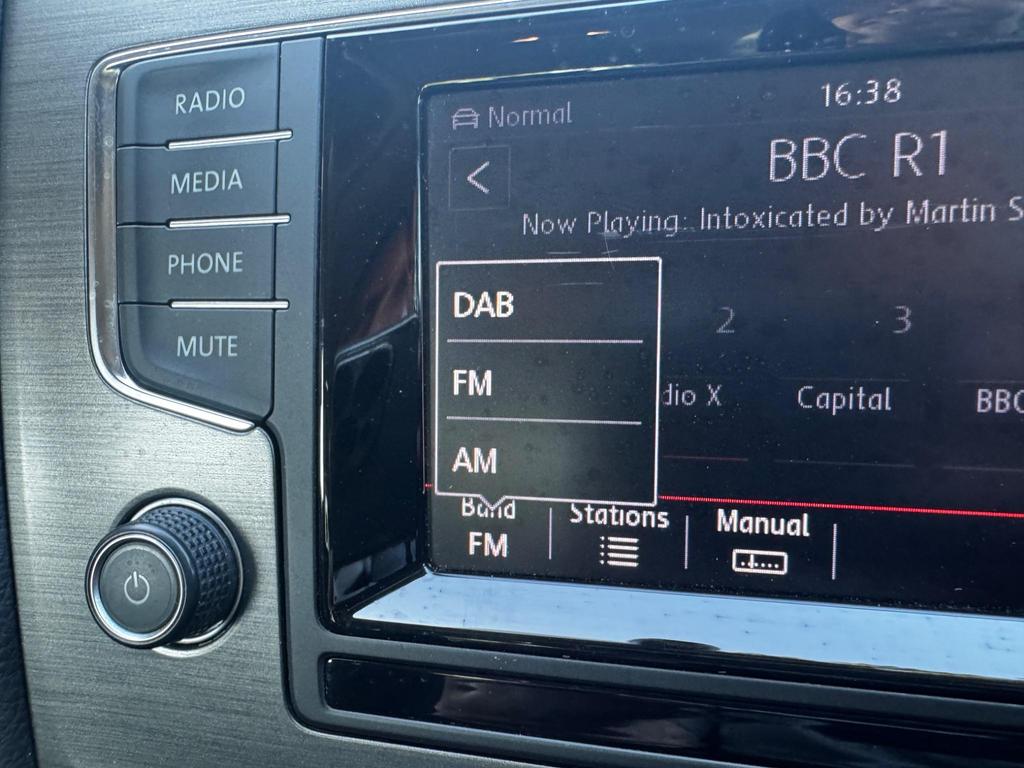 RADIO
MEDIA
PHONE
MUTE
Normal
16:38
BBC R1
Now Playing: Intoxicated by Martin S
DAB
FM
AM
2
3
dio X
Capital
BBC
Band
FM
Stations
Manual